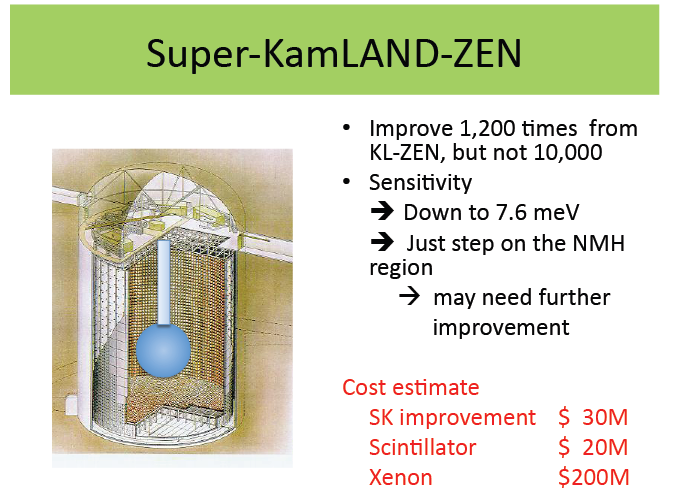 Super-KamLAND-ZEN
• Improve 1,200 times from
KL-ZEN, but not 10,000
• Sensitivity
➔ Down to 7.6 meV
➔ Just step on the NMH
region
→ may need further
improvement
Cost estimate
SK improvement $ 30M
Scintillator $ 20M
Xenon $200M